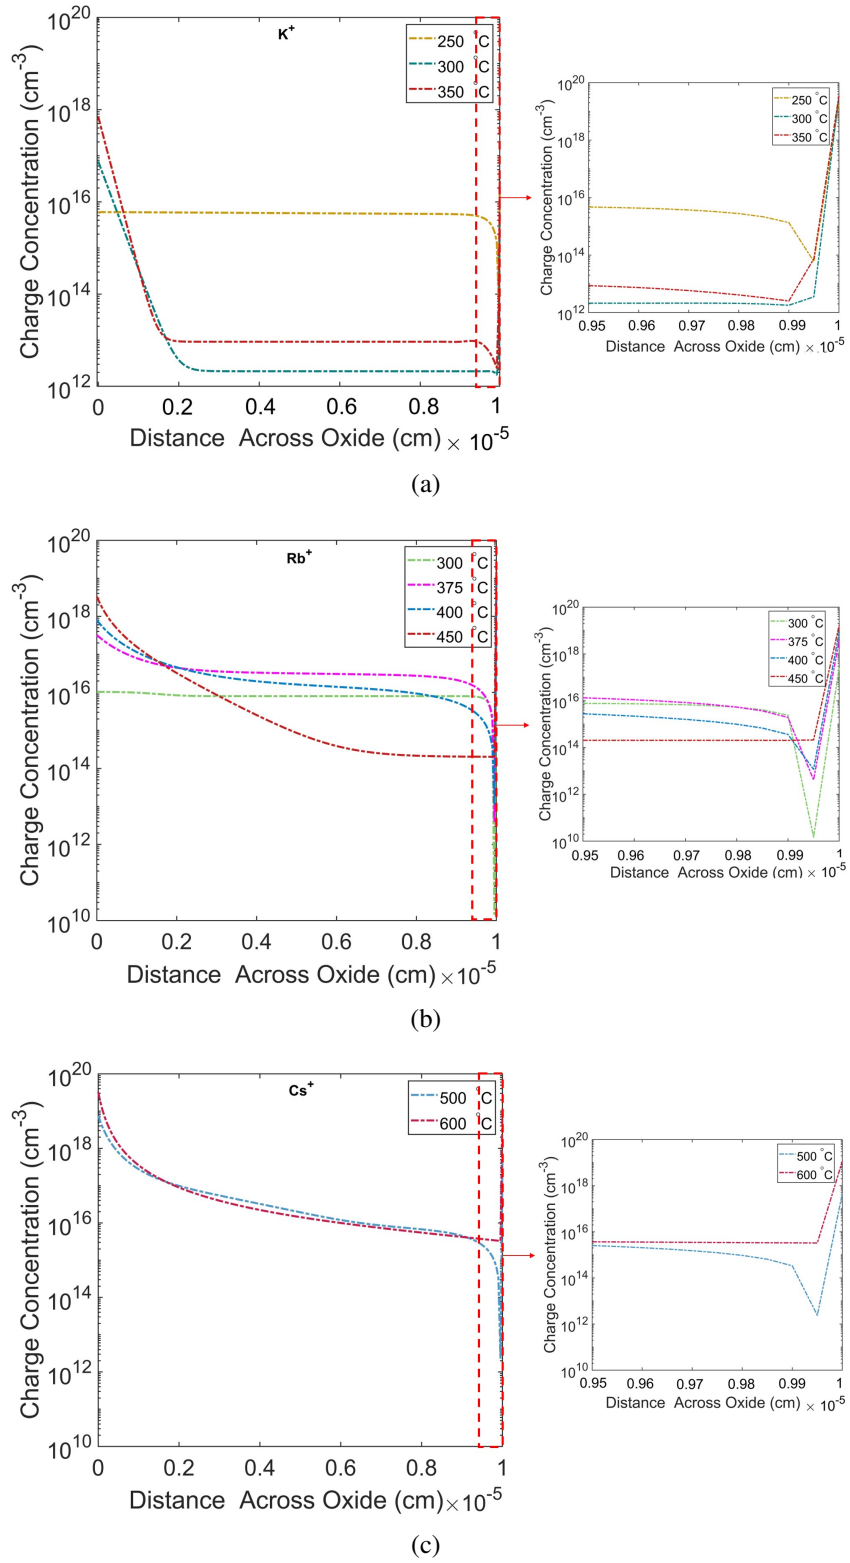 K+
250 °C
300 °C
350 °C
10^20
10^18
10^16
10^14
10^12
Charge Concentration (cm-3)
0 0.2 0.4 0.6 0.8 1
Distance Across Oxide (cm) × 10-5
250 °C
300 °C
350 °C
10^20
10^18
10^16
10^14
10^12
Charge Concentration (cm-3)
0.95 0.96 0.97 0.98 0.99 1
Distance Across Oxide (cm) × 10-5
(a)
Rb+
300 °C
375 °C
400 °C
450 °C
10^20
10^18
10^16
10^14
10^12
10^10
Charge Concentration (cm-3)
0 0.2 0.4 0.6 0.8 1
Distance Across Oxide (cm) ×10-5
300 °C
375 °C
400 °C
450 °C
10^20
10^18
10^16
10^14
10^12
10^10
Charge Concentration (cm-3)
0.95 0.96 0.97 0.98 0.99 1
Distance Across Oxide (cm) × 10-5
(b)
Cs+
500 °C
600 °C
10^20
10^18
10^16
10^14
10^12
10^10
Charge Concentration (cm-3)
0 0.2 0.4 0.6 0.8 1
Distance Across Oxide (cm)×10-5
500 °C
600 °C
10^20
10^18
10^16
10^14
10^12
10^10
Charge Concentration (cm-3)
0.95 0.96 0.97 0.98 0.99 1
Distance Across Oxide (cm) × 10-5
(c)